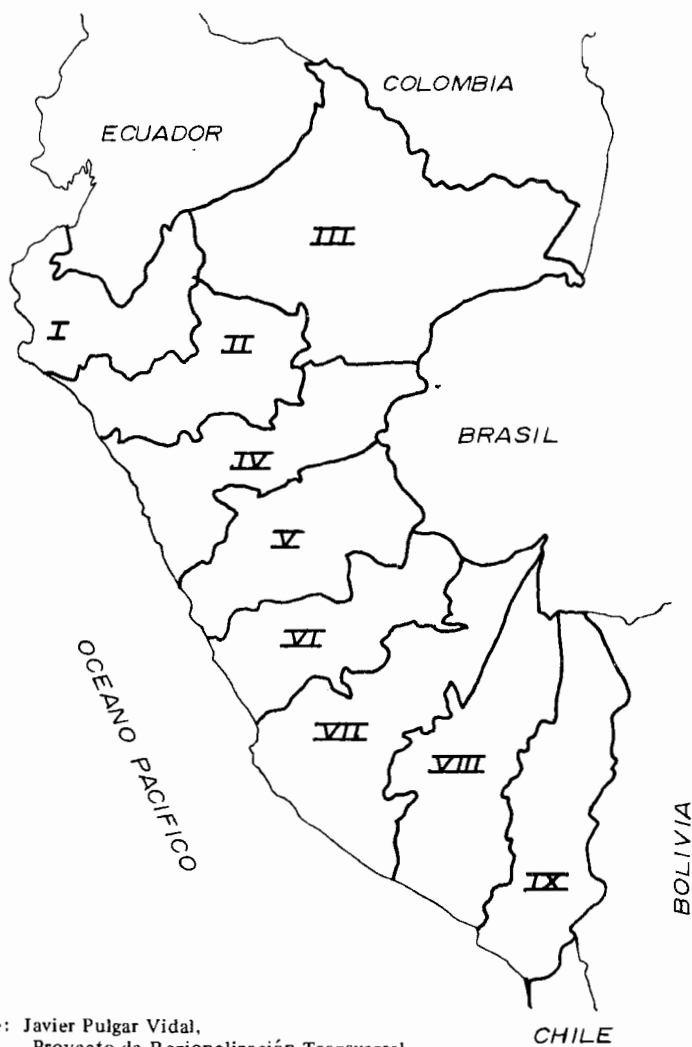 COLOMBIA
ECUADOR
III
I
II
BRASIL
IV
V
VI
OCEANO PACIFICO
VII
VIII
BOLIVIA
IX
: Javier Pulgar Vidal,
CHILE